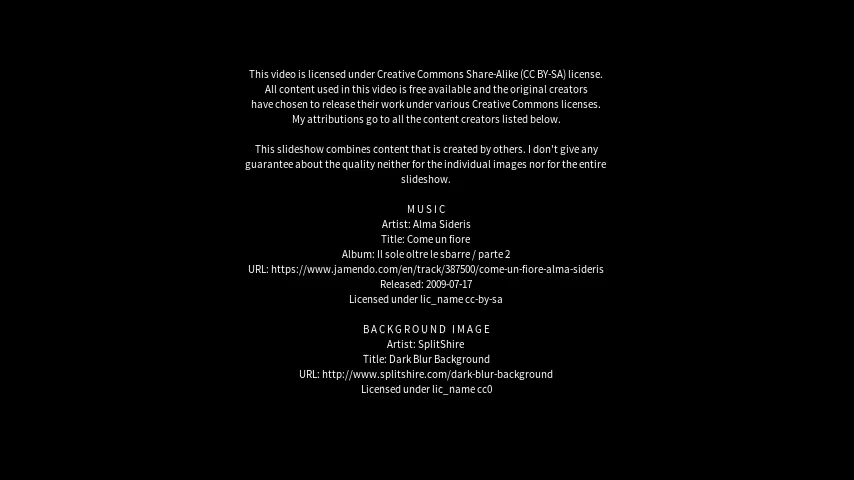 This video is licensed under Creative Commons Share-Alike (CC BY-SA) license.
All content used in this video is free available and the original creators
have chosen to release their work under various Creative Commons licenses.
My attributions go to all the content creators listed below.
This slideshow combines content that is created by others. I don't give any
guarantee about the quality neither for the individual images nor for the entire
slideshow.
MUSIC
Artist: Alma Sideris
Title: Come un fiore
Album: Il sole oltre le sbarre / parte 2
URL: https://www.jamendo.com/en/track/387500/come-un-fiore-alma-sideris
Released: 2009-07-17
Licensed under lic_name cc-by-sa
BACKGROUND IMAGE
Artist: SplitShire
Title: Dark Blur Background
URL: http://www.splitshire.com/dark-blur-background
Licensed under lic_name cc0